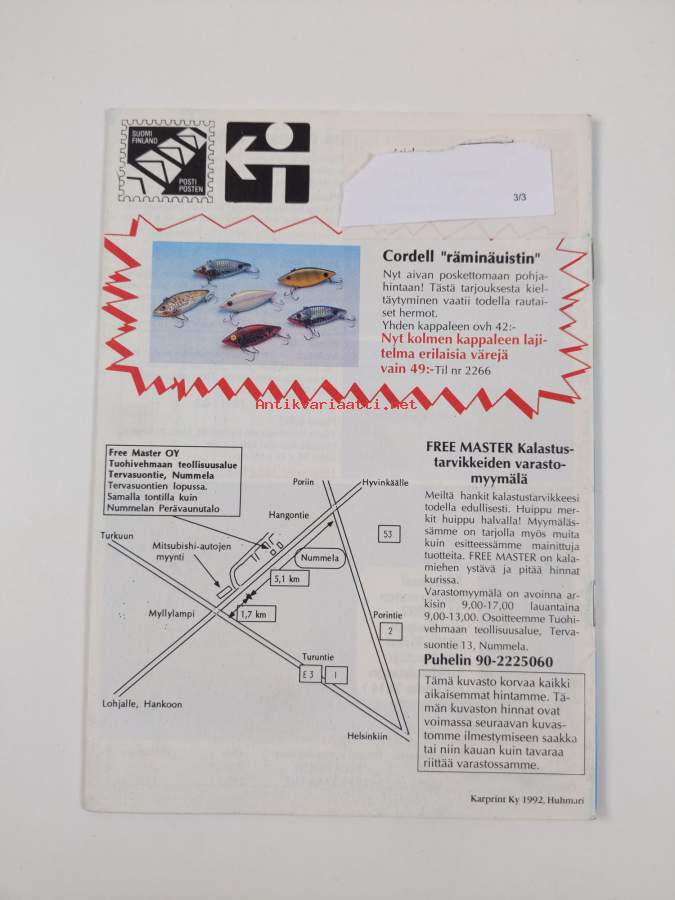 SUOMI
FINLAND
POSTI
POSTEN
3/3
Cordell "räminäuistin"
Nyt aivan poskettomaan pohja-
hintaan! Tästä tarjouksesta kiel-
täytyminen vaatii todella rautai-
set hermot.
Yhden kappaleen ovh 42:-
Nyt kolmen kappaleen laji-
telma erilaisia värejä
vain 49:-Til nr 2266
Antikvariaatti.net
Free Master OY
Tuohivehmaan teollisuusalue
Tervasuontie, Nummela
Tervasuontien lopussa.
Samalla tontilla kuin
Nummelan Perävaunutalo
Poriin
Hyvinkäälle
Hangontie
Turkuun
Mitsubishi-autojen
myynti
53
Nummela
5,1 km
Myllylampi
1,7 km
Porintie
2
Turuntie
E3
1
Lohjalle, Hankoon
Helsinkiin
FREE MASTER Kalastus-
tarvikkeiden varasto-
myymälä
Meiltä hankit kalastustarvikkeesi
todella edullisesti. Huippu mer-
kit huippu halvalla! Myymäläs-
sämme on tarjolla myös muita
kuin esitteessämme mainittuja
tuotteita. FREE MASTER on kala-
miehen ystävä ja pitää hinnat
kurissa.
Varastomyymälä on avoinna ar-
kisin 9,00-17,00 lauantaina
9,00-13,00. Osoitteemme Tuohi-
vehmaan teollisuusalue, Terva-
suontie 13, Nummela.
Puhelin 90-2225060
Tämä kuvasto korvaa kaikki
aikaisemmat hintamme. Tä-
män kuvaston hinnat ovat
voimassa seuraavan kuvas-
tomme ilmestymiseen saakka
tai niin kauan kuin tavaraa
riittää varastossamme.
Karprint Ky 1992, Huhmari